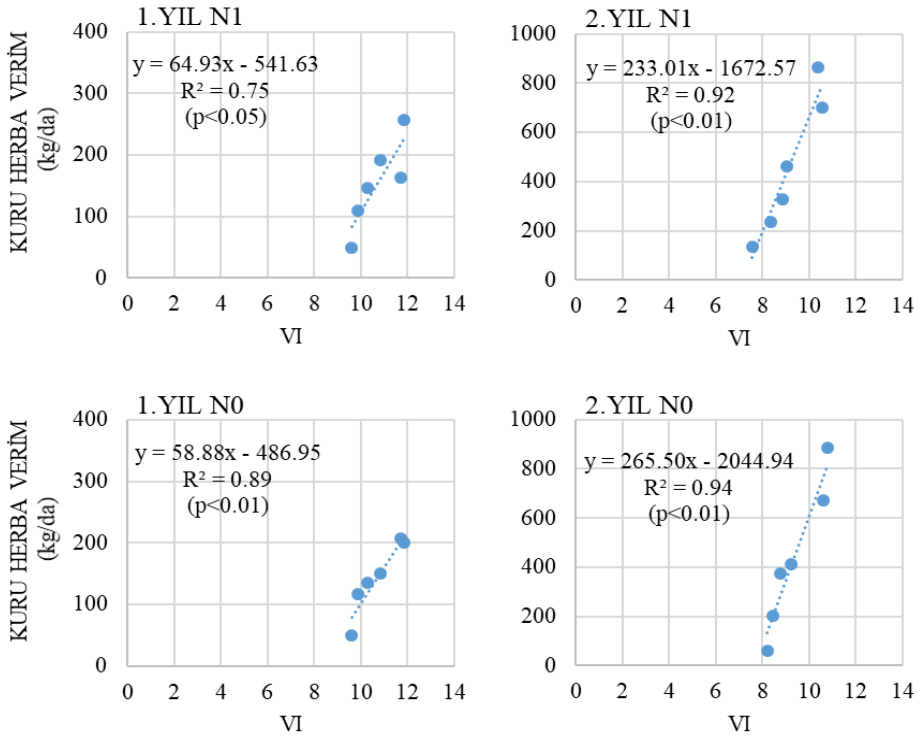 1.YIL N1
KURU HERBA VERİM
(kg/da)
400
300
200
100
0
y = 64.93x - 541.63
R² = 0.75
(p<0.05)
0 2 4 6 8 10 12 14
VI
2.YIL N1
1000
800
600
400
200
0
y = 233.01x - 1672.57
R² = 0.92
(p<0.01)
0 2 4 6 8 10 12 14
VI
1.YIL N0
KURU HERBA VERİM
(kg/da)
400
300
200
100
0
y = 58.88x - 486.95
R² = 0.89
(p<0.01)
0 2 4 6 8 10 12 14
VI
2.YIL N0
1000
800
600
400
200
0
y = 265.50x - 2044.94
R² = 0.94
(p<0.01)
0 2 4 6 8 10 12 14
VI